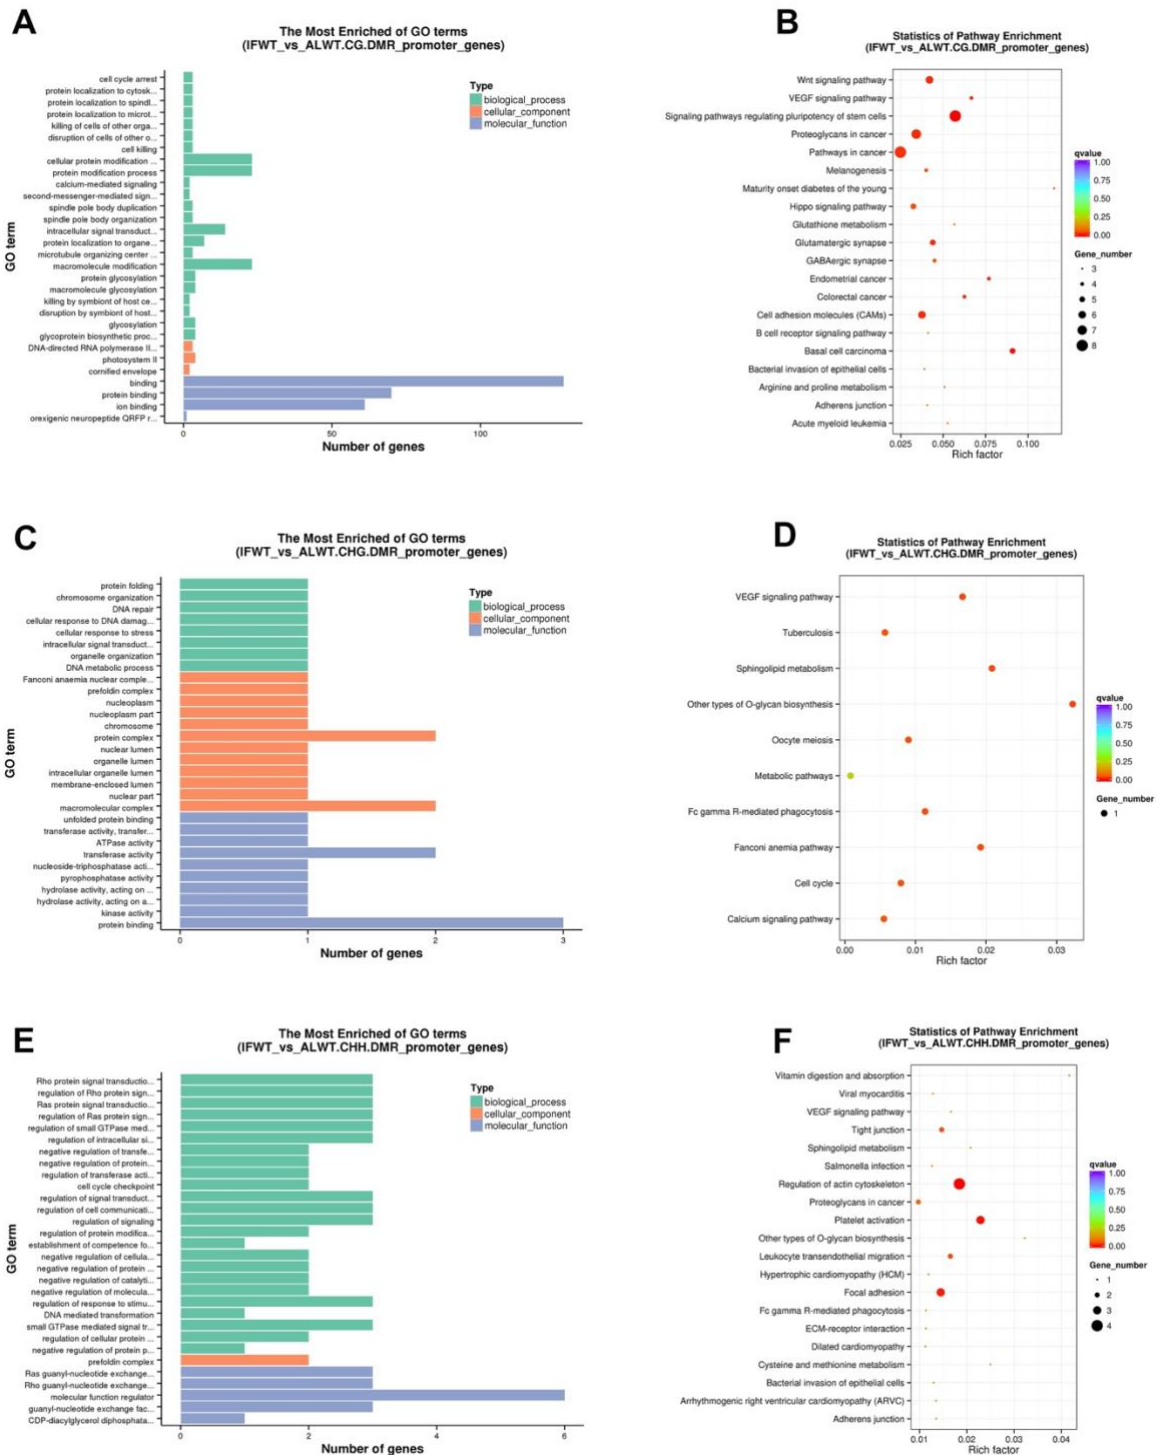 A
The Most Enriched of GO terms
(IFWT_vs_ALWT.CG.DMR_promoter_genes)
GO term
cell cycle arrest
protein localization to cytosk...
protein localization to spindl...
protein localization to microt...
killing of cells of other orga...
disruption of cells of other o...
cell killing
cellular protein modification ...
protein modification process
calcium-mediated signaling
second-messenger-mediated sign...
spindle pole body duplication
spindle pole body organization
intracellular signal transduct...
protein localization to organe...
microtubule organizing center ...
macromolecule modification
protein glycosylation
macromolecule glycosylation
killing by symbiont of host ce...
disruption by symbiont of host...
glycosylation
glycoprotein biosynthetic proc...
DNA-directed RNA polymerase II...
photosystem II
cornified envelope
binding
protein binding
ion binding
orexigenic neuropeptide QRFP r...
0 50 100
Number of genes
Type
biological_process
cellular_component
molecular_function
B
Statistics of Pathway Enrichment
(IFWT_vs_ALWT.CG.DMR_promoter_genes)
Wnt signaling pathway
VEGF signaling pathway
Signaling pathways regulating pluripotency of stem cells
Proteoglycans in cancer
Pathways in cancer
Melanogenesis
Maturity onset diabetes of the young
Hippo signaling pathway
Glutathione metabolism
Glutamatergic synapse
GABAergic synapse
Endometrial cancer
Colorectal cancer
Cell adhesion molecules (CAMs)
B cell receptor signaling pathway
Basal cell carcinoma
Bacterial invasion of epithelial cells
Arginine and proline metabolism
Adherens junction
Acute myeloid leukemia
0.025 0.050 0.075 0.100
Rich factor
qvalue
1.00
0.75
0.50
0.25
0.00
Gene_number
3
4
5
6
7
8
C
The Most Enriched of GO terms
(IFWT_vs_ALWT.CHG.DMR_promoter_genes)
GO term
protein folding
chromosome organization
DNA repair
cellular response to DNA damag...
cellular response to stress
intracellular signal transduct...
organelle organization
DNA metabolic process
Fanconi anaemia nuclear comple...
prefoldin complex
nucleoplasm
nucleoplasm part
chromosome
protein complex
nuclear lumen
organelle lumen
intracellular organelle lumen
membrane-enclosed lumen
nuclear part
macromolecular complex
unfolded protein binding
transferase activity, transfer...
ATPase activity
transferase activity
nucleoside-triphosphatase acti...
pyrophosphatase activity
hydrolase activity, acting on ...
hydrolase activity, acting on a...
kinase activity
protein binding
0 1 2 3
Number of genes
Type
biological_process
cellular_component
molecular_function
D
Statistics of Pathway Enrichment
(IFWT_vs_ALWT.CHG.DMR_promoter_genes)
VEGF signaling pathway
Tuberculosis
Sphingolipid metabolism
Other types of O-glycan biosynthesis
Oocyte meiosis
Metabolic pathways
Fc gamma R-mediated phagocytosis
Fanconi anemia pathway
Cell cycle
Calcium signaling pathway
0.00 0.01 0.02 0.03
Rich factor
qvalue
1.00
0.75
0.50
0.25
0.00
Gene_number
1
E
The Most Enriched of GO terms
(IFWT_vs_ALWT.CHH.DMR_promoter_genes)
GO term
Rho protein signal transductio...
regulation of Rho protein sign...
Ras protein signal transductio...
regulation of Ras protein sign...
regulation of small GTPase med...
regulation of intracellular si...
negative regulation of transfe...
negative regulation of protein...
regulation of transferase acti...
cell cycle checkpoint
regulation of signal transduct...
regulation of cell communicati...
regulation of signaling
regulation of protein modifica...
establishment of competence fo...
negative regulation of cellula...
negative regulation of protein ...
negative regulation of catalyti...
negative regulation of molecula...
regulation of response to stimu...
DNA mediated transformation
small GTPase mediated signal tr...
regulation of cellular protein ...
negative regulation of protein p...
prefoldin complex
Ras guanyl-nucleotide exchange...
Rho guanyl-nucleotide exchange...
molecular function regulator
guanyl-nucleotide exchange fac...
CDP-diacylglycerol diphosphata...
0 2 4 6
Number of genes
Type
biological_process
cellular_component
molecular_function
F
Statistics of Pathway Enrichment
(IFWT_vs_ALWT.CHH.DMR_promoter_genes)
Vitamin digestion and absorption
Viral myocarditis
VEGF signaling pathway
Tight junction
Sphingolipid metabolism
Salmonella infection
Regulation of actin cytoskeleton
Proteoglycans in cancer
Platelet activation
Other types of O-glycan biosynthesis
Leukocyte transendothelial migration
Hypertrophic cardiomyopathy (HCM)
Focal adhesion
Fc gamma R-mediated phagocytosis
ECM-receptor interaction
Dilated cardiomyopathy
Cysteine and methionine metabolism
Bacterial invasion of epithelial cells
Arrhythmogenic right ventricular cardiomyopathy (ARVC)
Adherens junction
0.01 0.02 0.03 0.04
Rich factor
qvalue
1.00
0.75
0.50
0.25
0.00
Gene_number
1
2
3
4